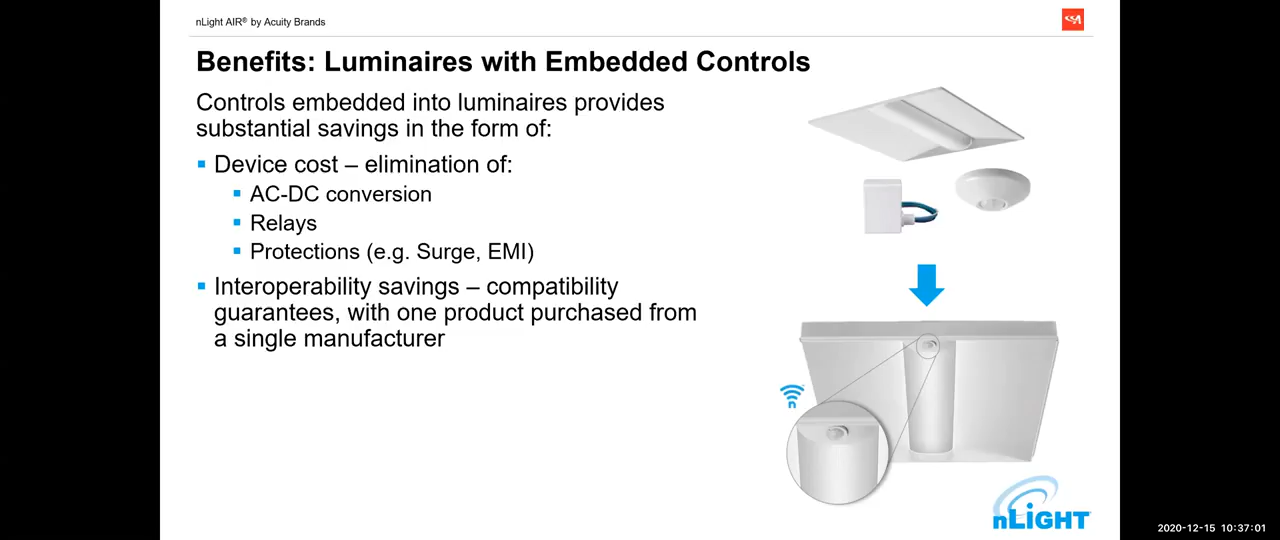 nLight AIR® by Acuity Brands
Benefits: Luminaires with Embedded Controls
Controls embedded into luminaires provides
substantial savings in the form of:
Device cost – elimination of:
AC-DC conversion
Relays
Protections (e.g. Surge, EMI)
Interoperability savings – compatibility
guarantees, with one product purchased from
a single manufacturer
nLIGHT
2020-12-15 10:37:01